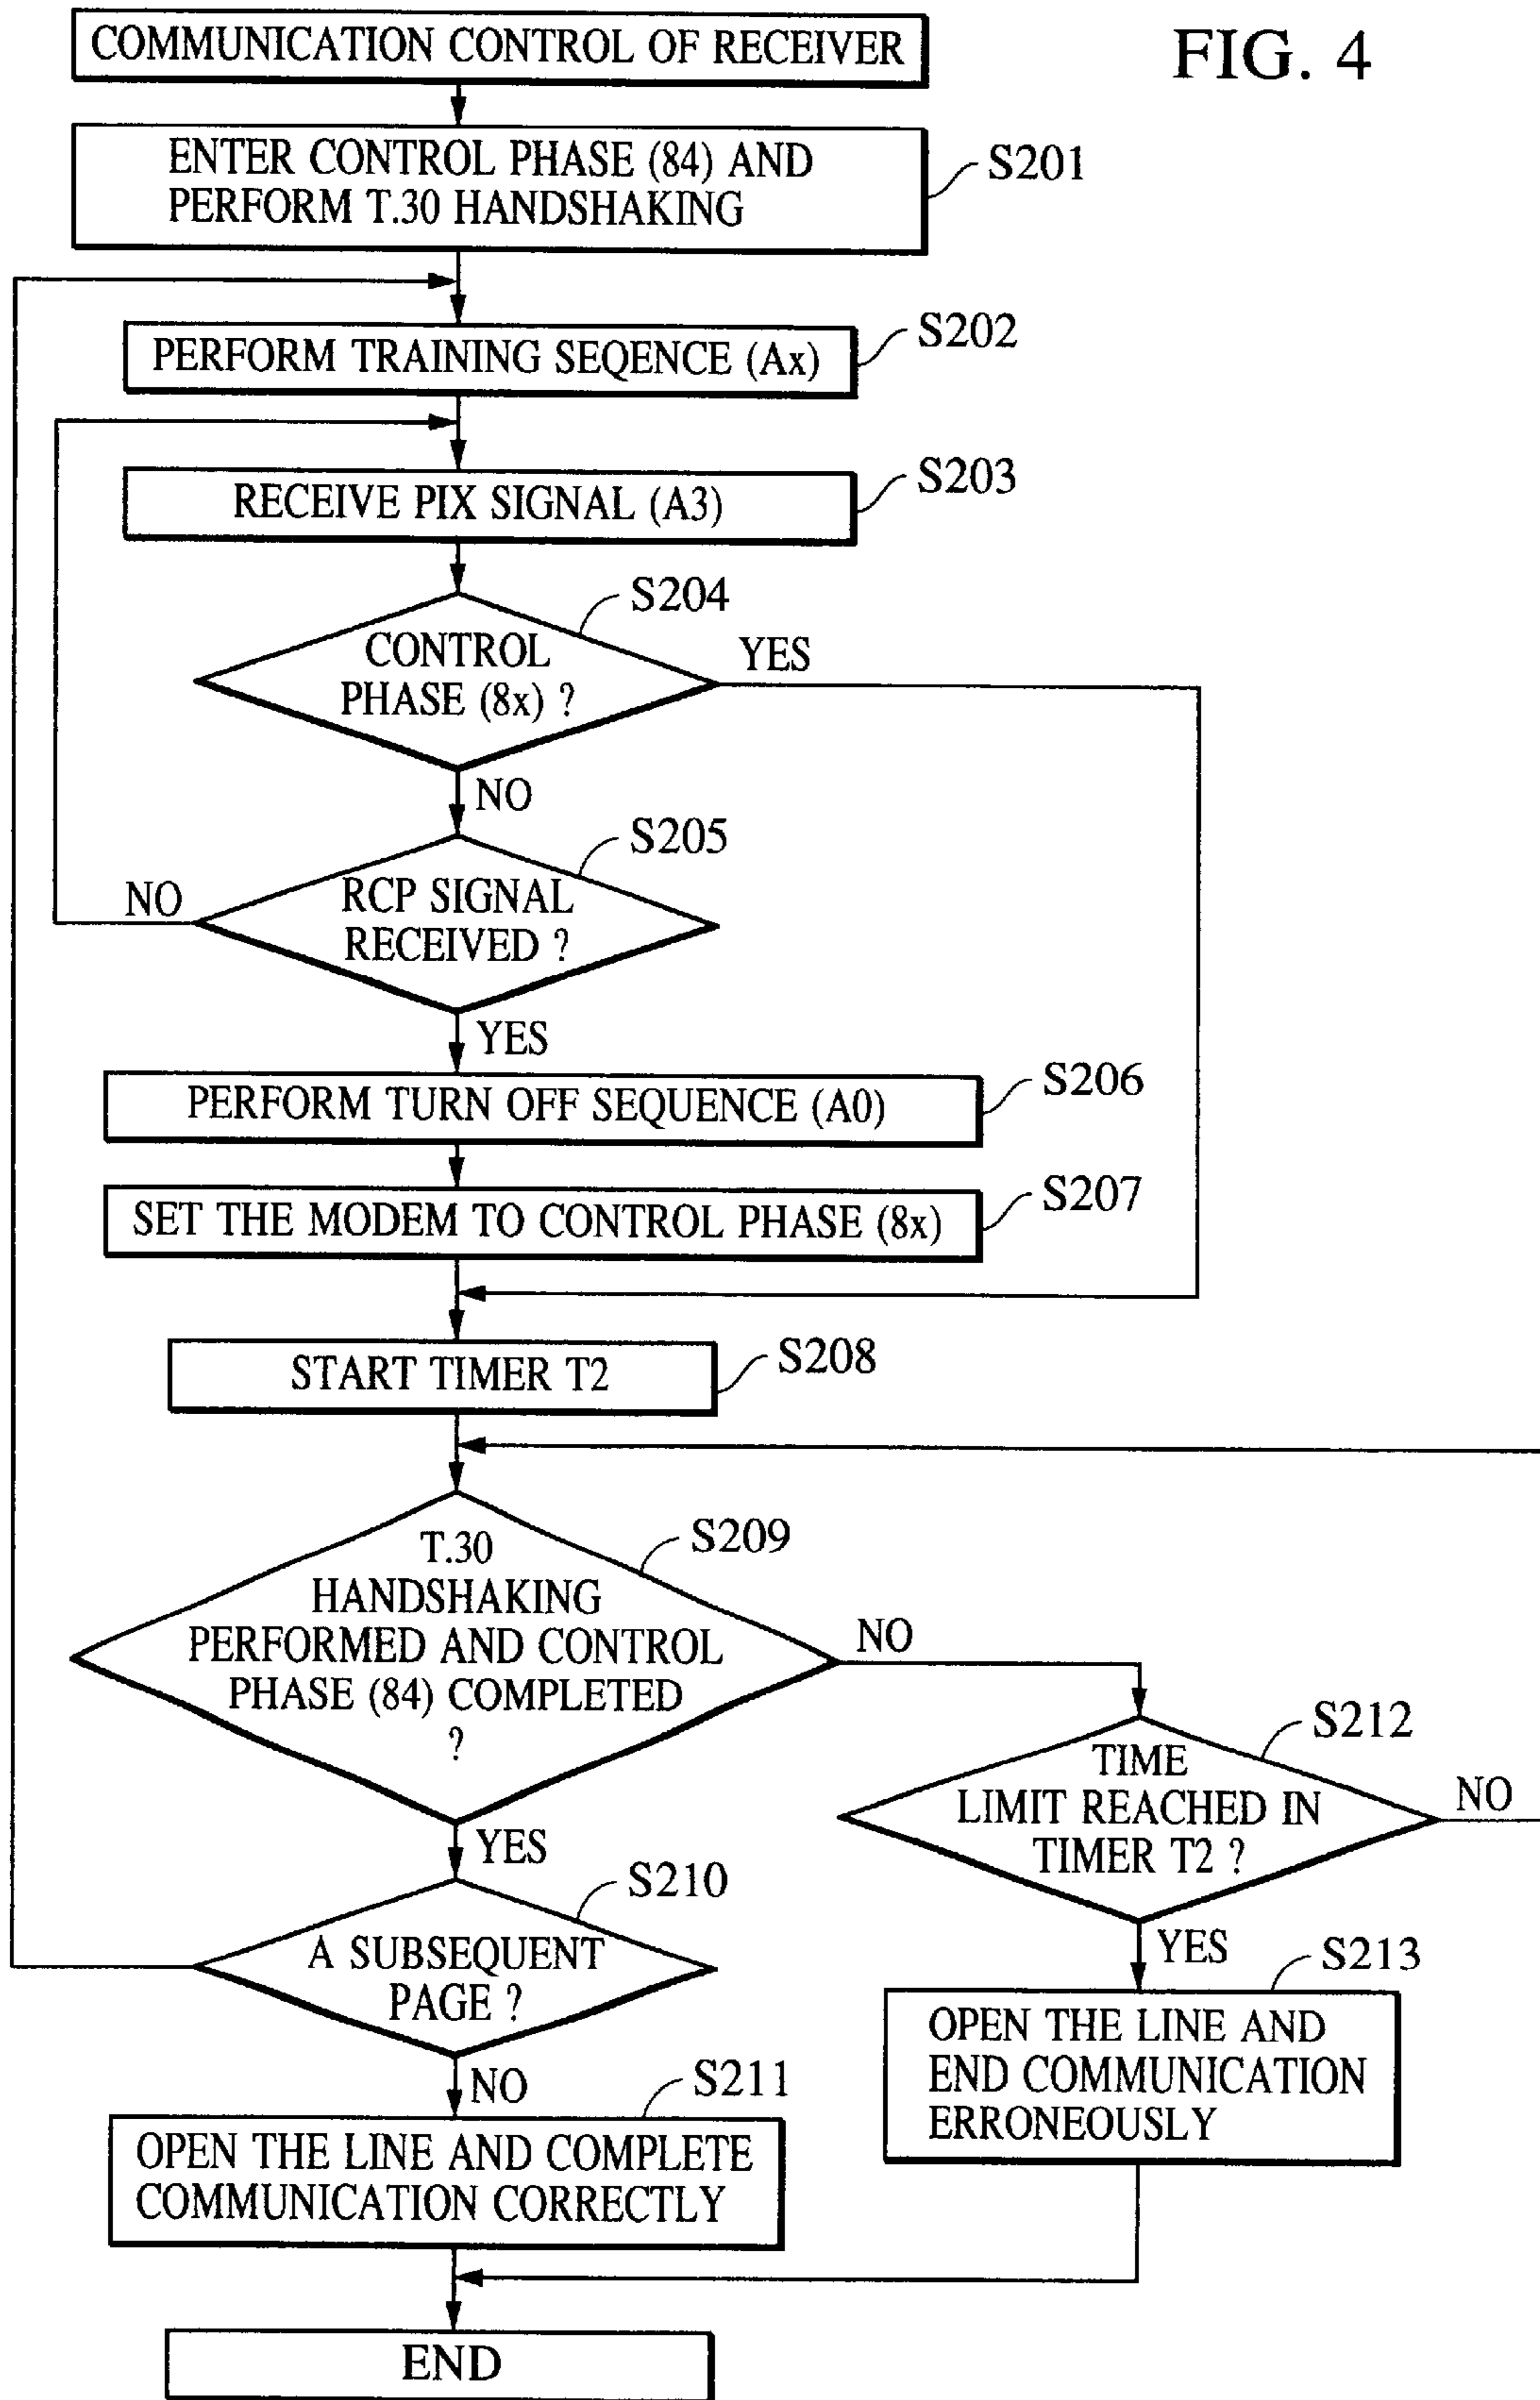 FIG. 4
COMMUNICATION CONTROL OF RECEIVER
ENTER CONTROL PHASE (84) AND
PERFORM T.30 HANDSHAKING
S201
PERFORM TRAINING SEQENCE (Ax)
S202
RECEIVE PIX SIGNAL (A3)
S203
S204
CONTROL
PHASE (8x) ?
YES
NO
S205
RCP SIGNAL
RECEIVED ?
NO
YES
PERFORM TURN OFF SEQUENCE (A0)
S206
SET THE MODEM TO CONTROL PHASE (8x)
S207
START TIMER T2
S208
S209
T.30
HANDSHAKING
PERFORMED AND CONTROL
PHASE (84) COMPLETED
?
NO
YES
S212
TIME
LIMIT REACHED IN
TIMER T2 ?
NO
YES
S210
A SUBSEQUENT
PAGE ?
NO
S213
OPEN THE LINE AND
END COMMUNICATION
ERRONEOUSLY
S211
OPEN THE LINE AND COMPLETE
COMMUNICATION CORRECTLY
END